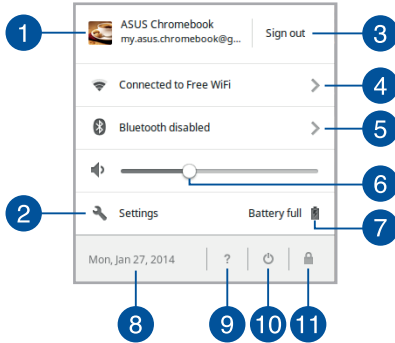 1
ASUS Chromebook
my.asus.chromebook@g...
Sign out
3
Connected to Free WiFi
4
Bluetooth disabled
5
6
2
Settings
Battery full
7
Mon, Jan 27, 2014
?
8
9
10
11